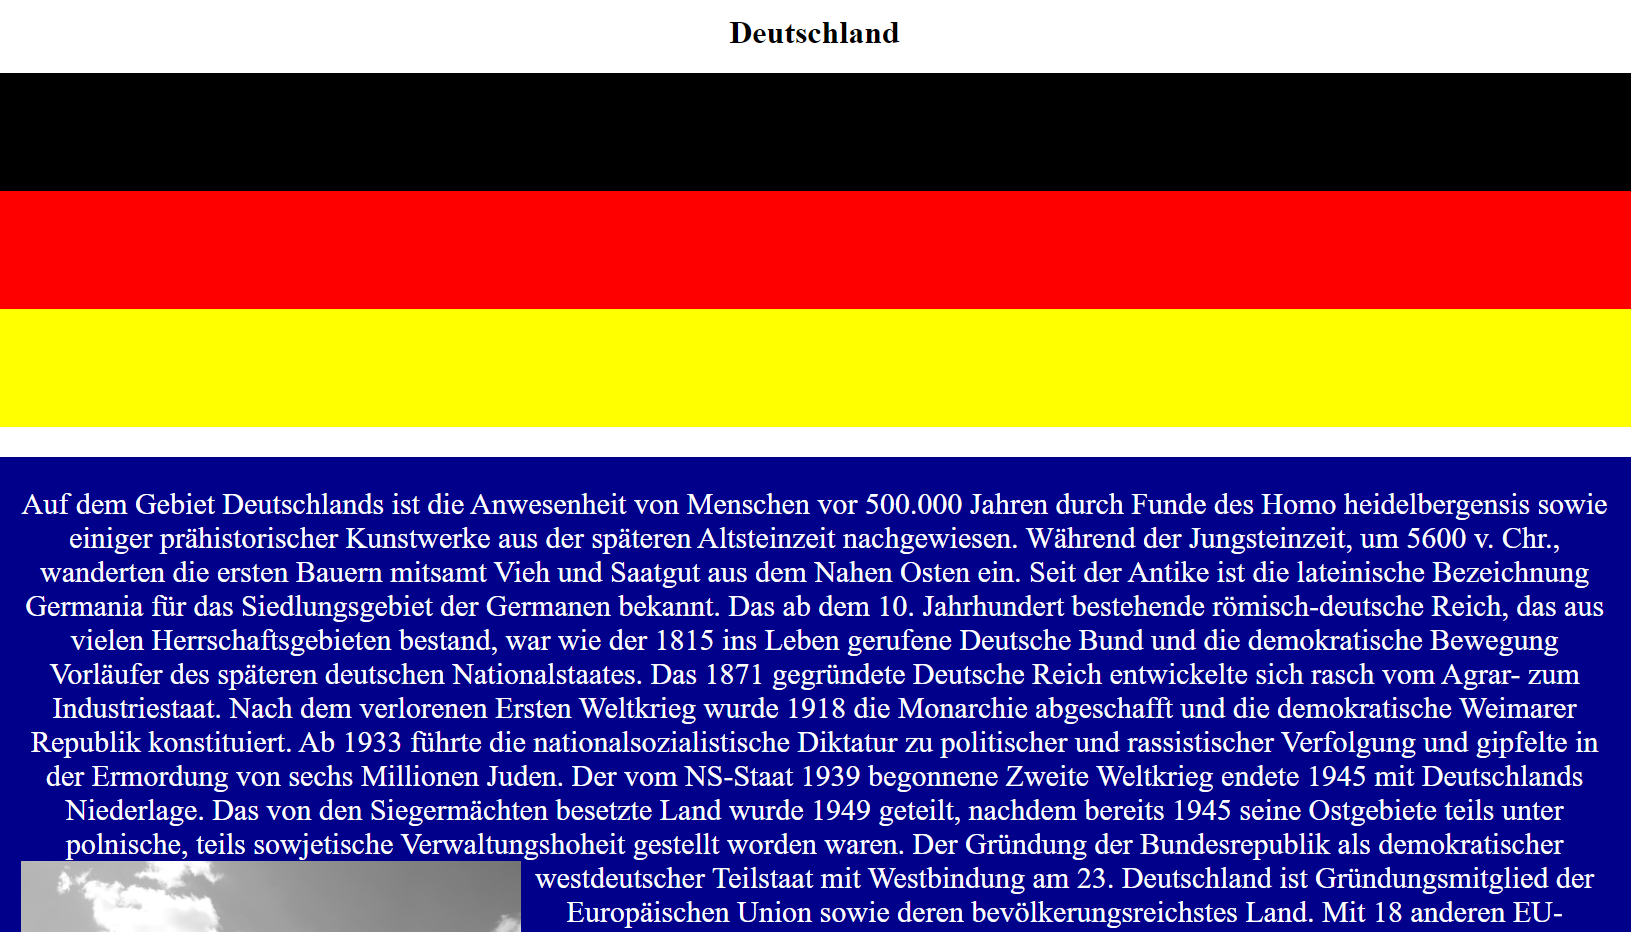 Deutschland
Auf dem Gebiet Deutschlands ist die Anwesenheit von Menschen vor 500.000 Jahren durch Funde des Homo heidelbergensis sowie
einiger prähistorischer Kunstwerke aus der späteren Altsteinzeit nachgewiesen. Während der Jungsteinzeit, um 5600 v. Chr.,
wanderten die ersten Bauern mitsamt Vieh und Saatgut aus dem Nahen Osten ein. Seit der Antike ist die lateinische Bezeichnung
Germania für das Siedlungsgebiet der Germanen bekannt. Das ab dem 10. Jahrhundert bestehende römisch-deutsche Reich, das aus
vielen Herrschaftsgebieten bestand, war wie der 1815 ins Leben gerufene Deutsche Bund und die demokratische Bewegung
Vorläufer des späteren deutschen Nationalstaates. Das 1871 gegründete Deutsche Reich entwickelte sich rasch vom Agrar- zum
Industriestaat. Nach dem verlorenen Ersten Weltkrieg wurde 1918 die Monarchie abgeschafft und die demokratische Weimarer
Republik konstituiert. Ab 1933 führte die nationalsozialistische Diktatur zu politischer und rassistischer Verfolgung und gipfelte in
der Ermordung von sechs Millionen Juden. Der vom NS-Staat 1939 begonnene Zweite Weltkrieg endete 1945 mit Deutschlands
Niederlage. Das von den Siegermächten besetzte Land wurde 1949 geteilt, nachdem bereits 1945 seine Ostgebiete teils unter
polnische, teils sowjetische Verwaltungshoheit gestellt worden waren. Der Gründung der Bundesrepublik als demokratischer
westdeutscher Teilstaat mit Westbindung am 23. Deutschland ist Gründungsmitglied der
Europäischen Union sowie deren bevölkerungsreichstes Land. Mit 18 anderen EU-